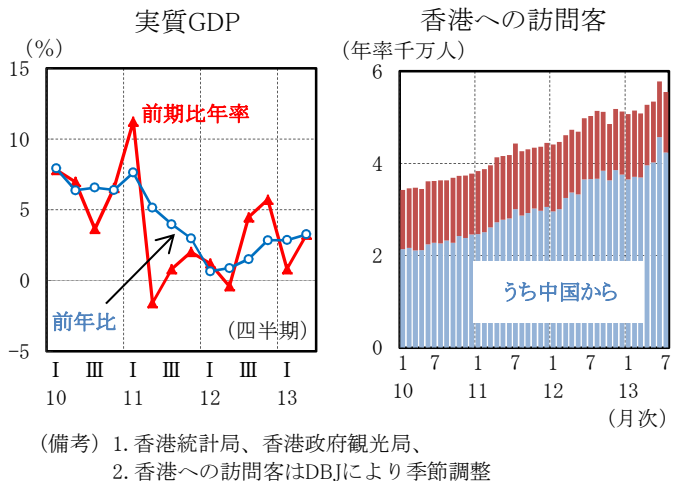 実質GDP
(%)
15
10
5
0
−5
前期比年率
前年比
(四半期)
Ⅰ Ⅲ Ⅰ Ⅲ Ⅰ Ⅲ Ⅰ
10 11 12 13
香港への訪問客
(年率千万人)
6
4
2
0
うち中国から
1 7 1 7 1 7 1 7
10 11 12 13
(月次)
(備考) 1. 香港統計局、香港政府観光局、
2. 香港への訪問客はDBJにより季節調整